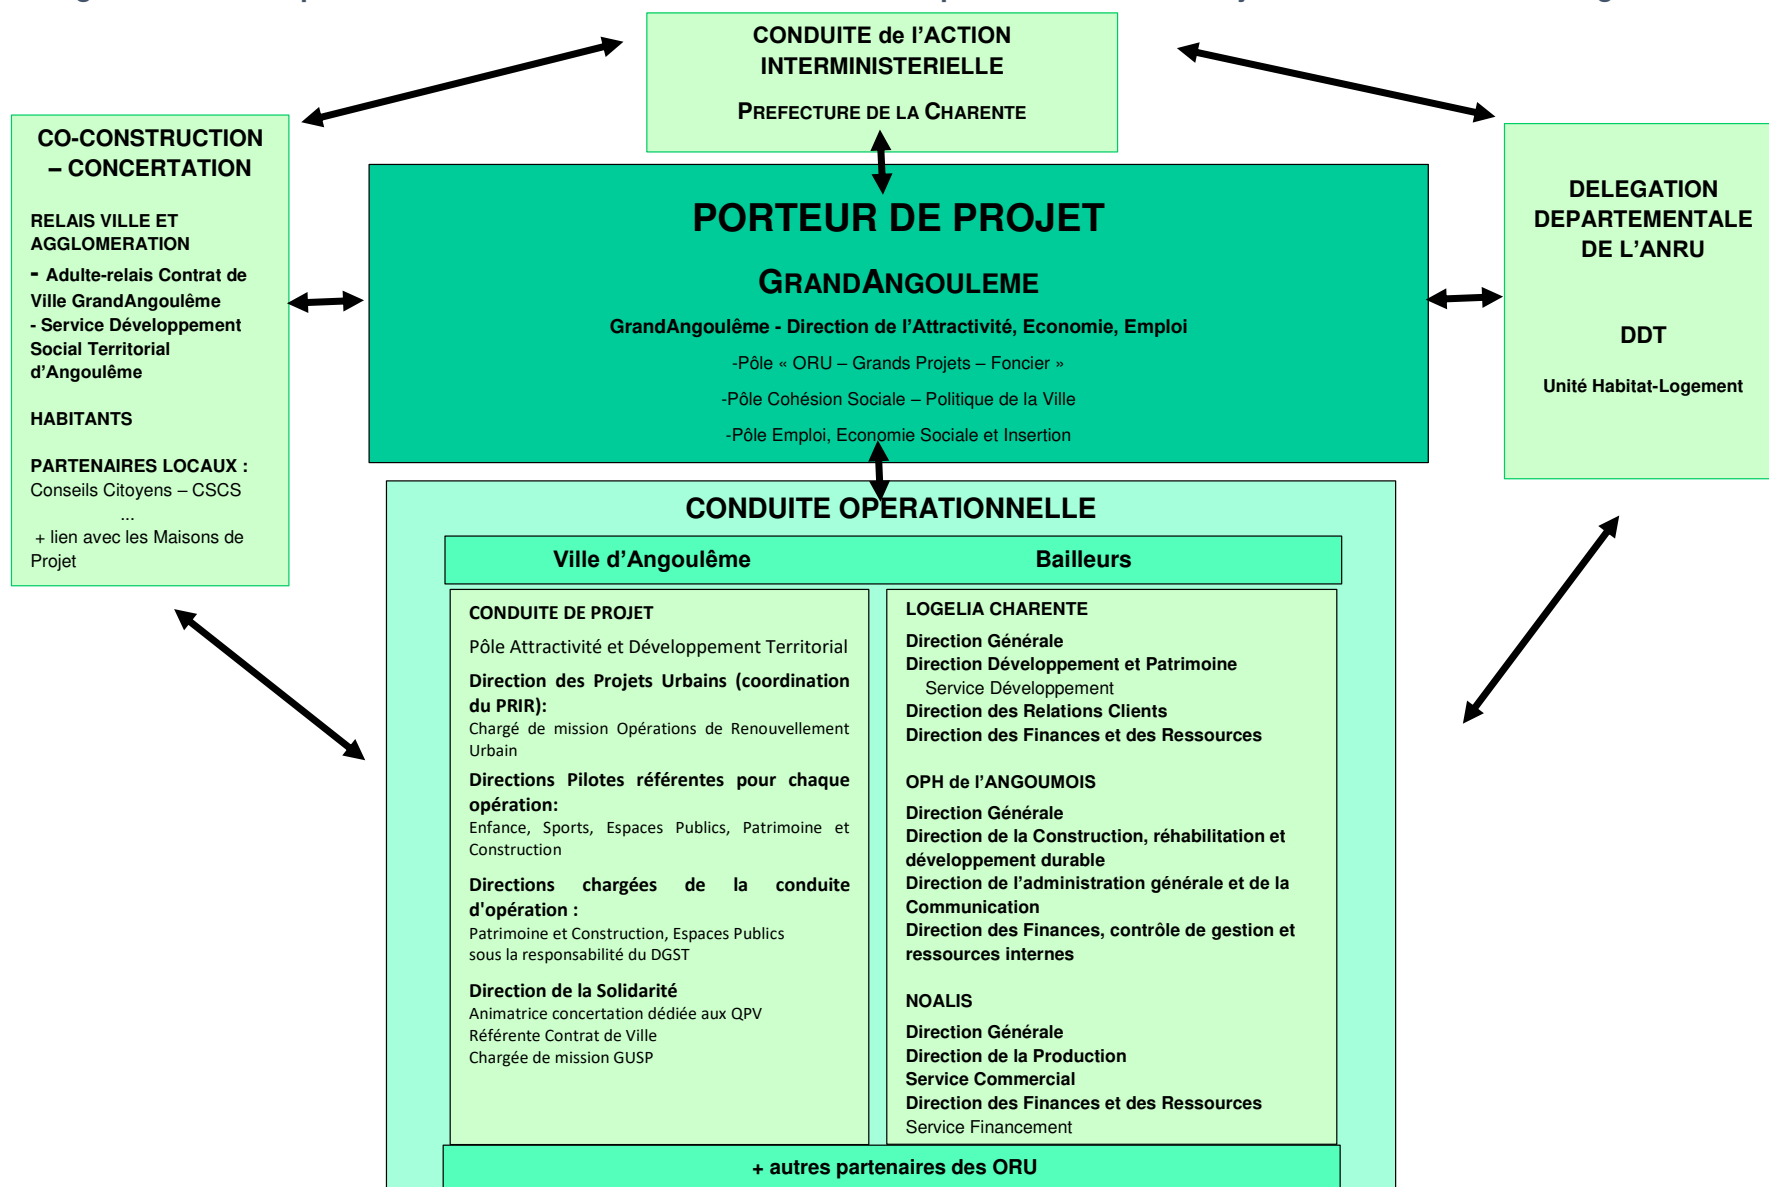 CONDUITE de l’ACTION
INTERMINISTERIELLE
PREFECTURE DE LA CHARENTE
CO-CONSTRUCTION
– CONCERTATION
RELAIS VILLE ET
AGGLOMERATION
- Adulte-relais Contrat de
Ville GrandAngoulême
- Service Développement
Social Territorial
d’Angoulême
HABITANTS
PARTENAIRES LOCAUX :
Conseils Citoyens – CSCS
...
+ lien avec les Maisons de
Projet
PORTEUR DE PROJET
GRANDANGOULEME
GrandAngoulême - Direction de l’Attractivité, Economie, Emploi
-Pôle « ORU – Grands Projets – Foncier »
-Pôle Cohésion Sociale – Politique de la Ville
-Pôle Emploi, Economie Sociale et Insertion
DELEGATION
DEPARTEMENTALE
DE L’ANRU
DDT
Unité Habitat-Logement
CONDUITE OPERATIONNELLE
Ville d’Angoulême
CONDUITE DE PROJET
Pôle Attractivité et Développement Territorial
Direction des Projets Urbains (coordination
du PRIR):
Chargé de mission Opérations de Renouvellement
Urbain
Directions Pilotes référentes pour chaque
opération:
Enfance, Sports, Espaces Publics, Patrimoine et
Construction
Directions chargées de la conduite
d'opération :
Patrimoine et Construction, Espaces Publics
sous la responsabilité du DGST
Direction de la Solidarité
Animatrice concertation dédiée aux QPV
Référente Contrat de Ville
Chargée de mission GUSP
Bailleurs
LOGELIA CHARENTE
Direction Générale
Direction Développement et Patrimoine
Service Développement
Direction des Relations Clients
Direction des Finances et des Ressources
OPH de l’ANGOUMOIS
Direction Générale
Direction de la Construction, réhabilitation et
développement durable
Direction de l’administration générale et de la
Communication
Direction des Finances, contrôle de gestion et
ressources internes
NOALIS
Direction Générale
Direction de la Production
Service Commercial
Direction des Finances et des Ressources
Service Financement
+ autres partenaires des ORU